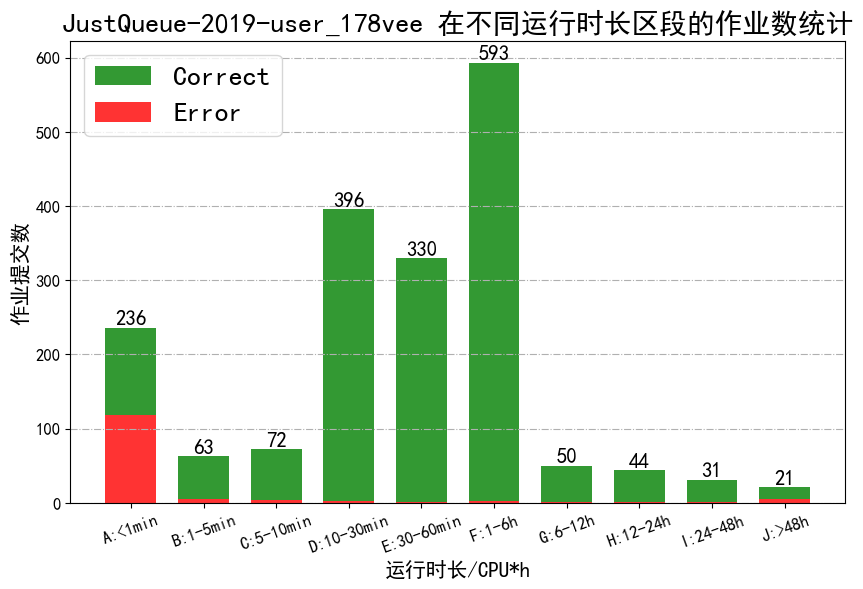 JustQueue-2019-user_178vee 在不同运行时长区段的作业数统计
Correct
Error
作业提交数
600
500
400
300
200
100
0
236
63
72
396
330
593
50
44
31
21
A:<1min
B:1-5min
C:5-10min
D:10-30min
E:30-60min
F:1-6h
G:6-12h
H:12-24h
I:24-48h
J:>48h
运行时长/CPU*h